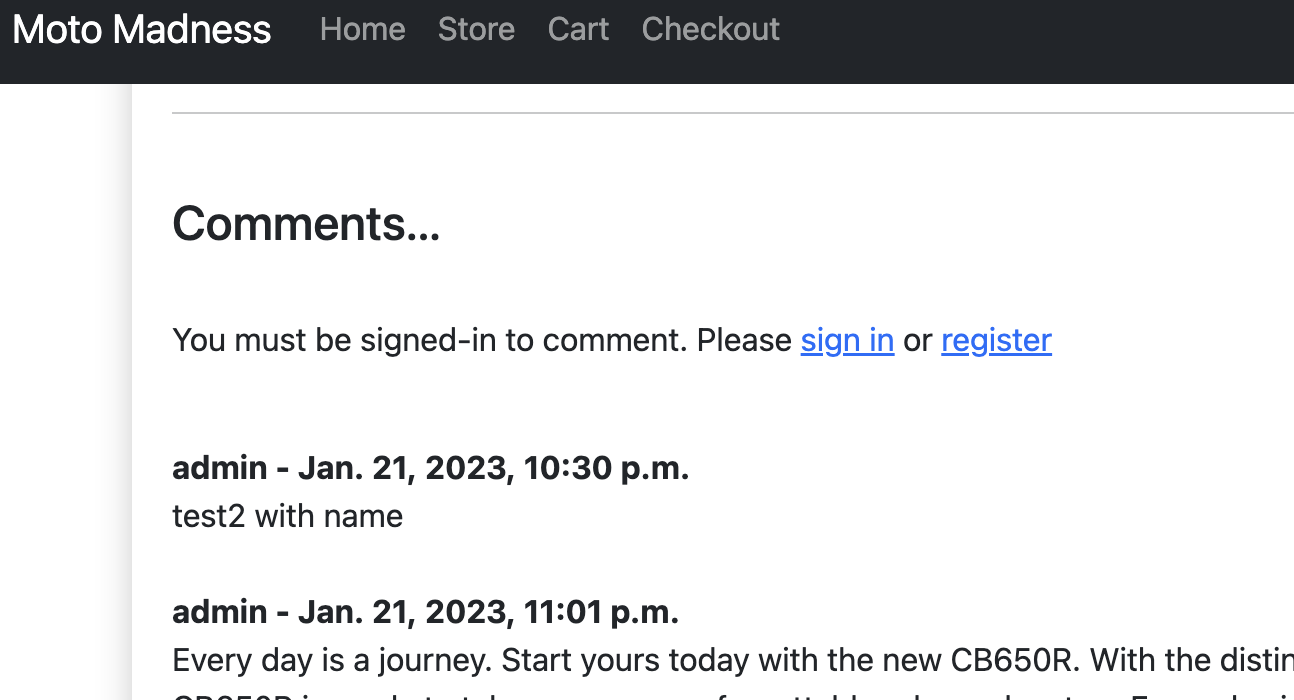 Moto Madness Home Store Cart Checkout
Comments...
You must be signed-in to comment. Please sign in or register
admin - Jan. 21, 2023, 10:30 p.m.
test2 with name
admin - Jan. 21, 2023, 11:01 p.m.
Every day is a journey. Start yours today with the new CB650R. With the distin